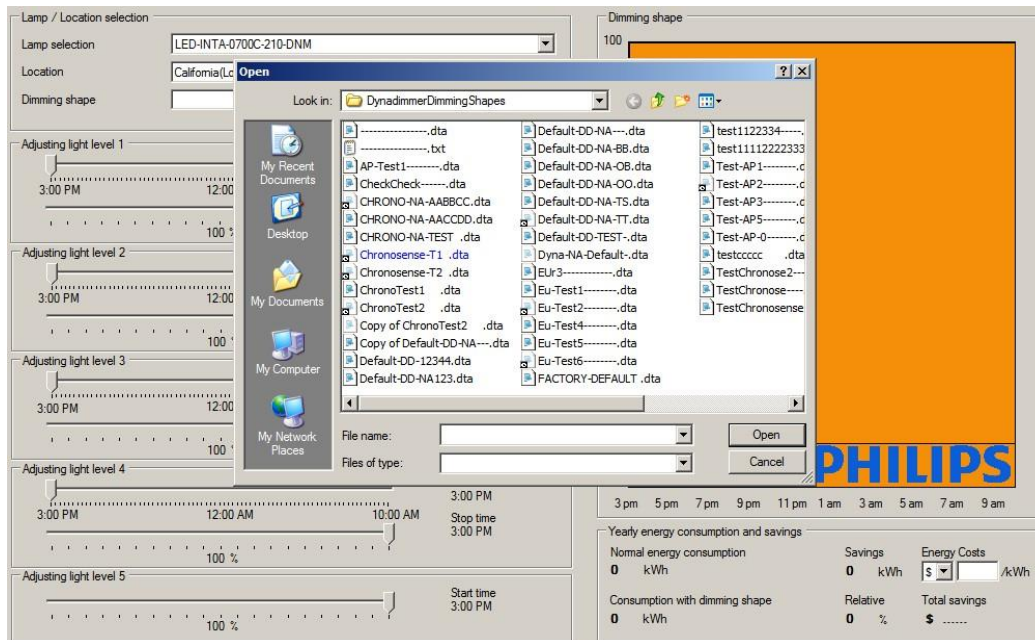 Lamp / Location selection
Lamp selection
LED-INTA-0700C-210-DNM
Location
California(Lo
Dimming shape
Adjusting light level 1
3:00 PM
12:00
100 %
Adjusting light level 2
3:00 PM
12:00
100
Adjusting light level 3
3:00 PM
12:00
100
Adjusting light level 4
3:00 PM 12:00 AM 10:00 AM
100 %
3:00 PM
Stop time
3:00 PM
Adjusting light level 5
100 %
Start time
3:00 PM
Open
Look in: DynadimmerDimmingShapes
My Recent
Documents
Desktop
My Documents
My Computer
My Network
Places
----------------.dta
----------------.txt
AP-Test1--------.dta
CheckCheck------.dta
CHRONO-NA-AABBCC.dta
CHRONO-NA-AACCDD.dta
CHRONO-NA-TEST .dta
Chronosense-T1 .dta
Chronosense-T2 .dta
ChronoTest1 .dta
ChronoTest2 .dta
Copy of ChronoTest2 .dta
Copy of Default-DD-NA---.dta
Default-DD-12344.dta
Default-DD-NA123.dta
Default-DD-NA---.dta
Default-DD-NA-BB.dta
Default-DD-NA-OB.dta
Default-DD-NA-OO.dta
Default-DD-NA-TS.dta
Default-DD-NA-TT.dta
Default-DD-TEST-.dta
Dyna-NA-Default-.dta
EUr3------------.dta
Eu-Test1--------.dta
Eu-Test2--------.dta
Eu-Test4--------.dta
Eu-Test5--------.dta
Eu-Test6--------.dta
FACTORY-DEFAULT .dta
test1122334-----.
test11112222333
Test-AP1--------.d
Test-AP2--------.d
Test-AP3--------.d
Test-AP5--------.d
Test-AP-0-------.d
testccccc .dta
TestChronose2---
TestChronose----
TestChronosense
File name:
Open
Files of type:
Cancel
Dimming shape
100
PHILIPS
3 pm 5 pm 7 pm 9 pm 11 pm 1 am 3 am 5 am 7 am 9 am
Yearly energy consumption and savings
Normal energy consumption Savings Energy Costs
0 kWh 0 kWh $ /kWh
Consumption with dimming shape Relative Total savings
0 kWh 0 % $ ......